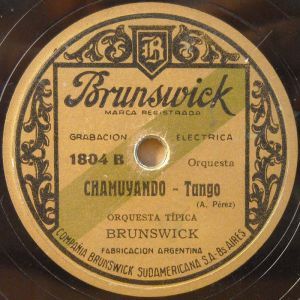 B
Brunswick
MARCA REGISTRADA
GRABACION ELECTRICA
1804 B Orquesta
CHAMUYANDO - Tango
(A. Pérez)
ORQUESTA TÍPICA
BRUNSWICK
FABRICACION ARGENTINA
COMPAÑIA BRUNSWICK SUDAMERICANA S.A. - Bs AIRES